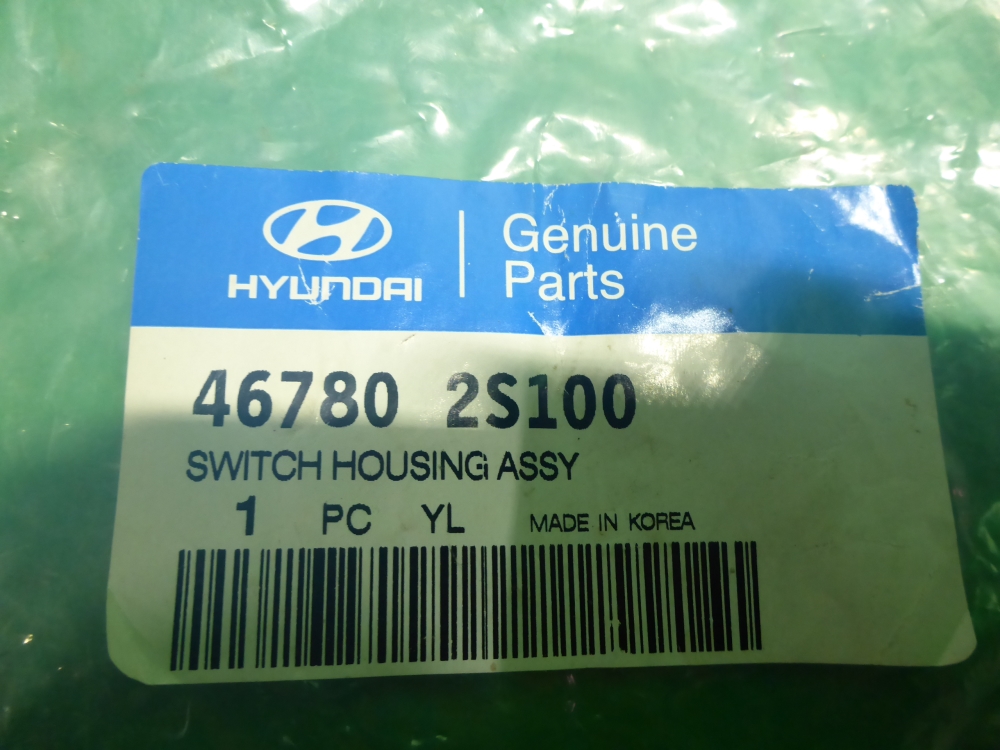 HYUNDAI
Genuine
Parts
46780 2S100
SWITCH HOUSING ASSY
1 PC YL MADE IN KOREA